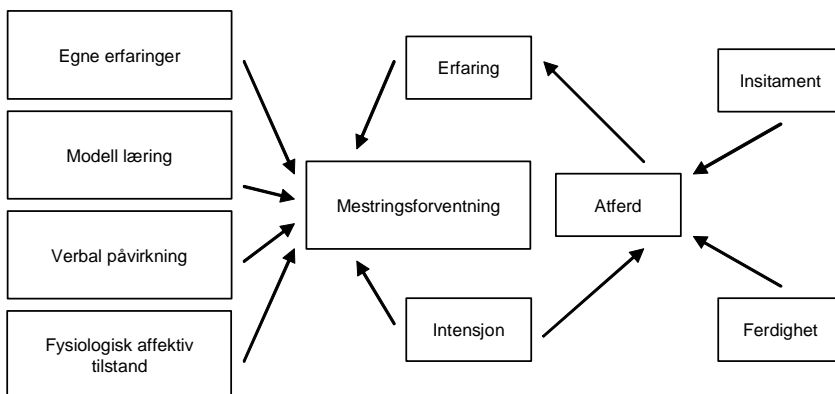 Egne erfaringer
Modell læring
Verbal påvirkning
Fysiologisk affektiv
tilstand
Erfaring
Mestringsforventning
Intensjon
Atferd
Insitament
Ferdighet